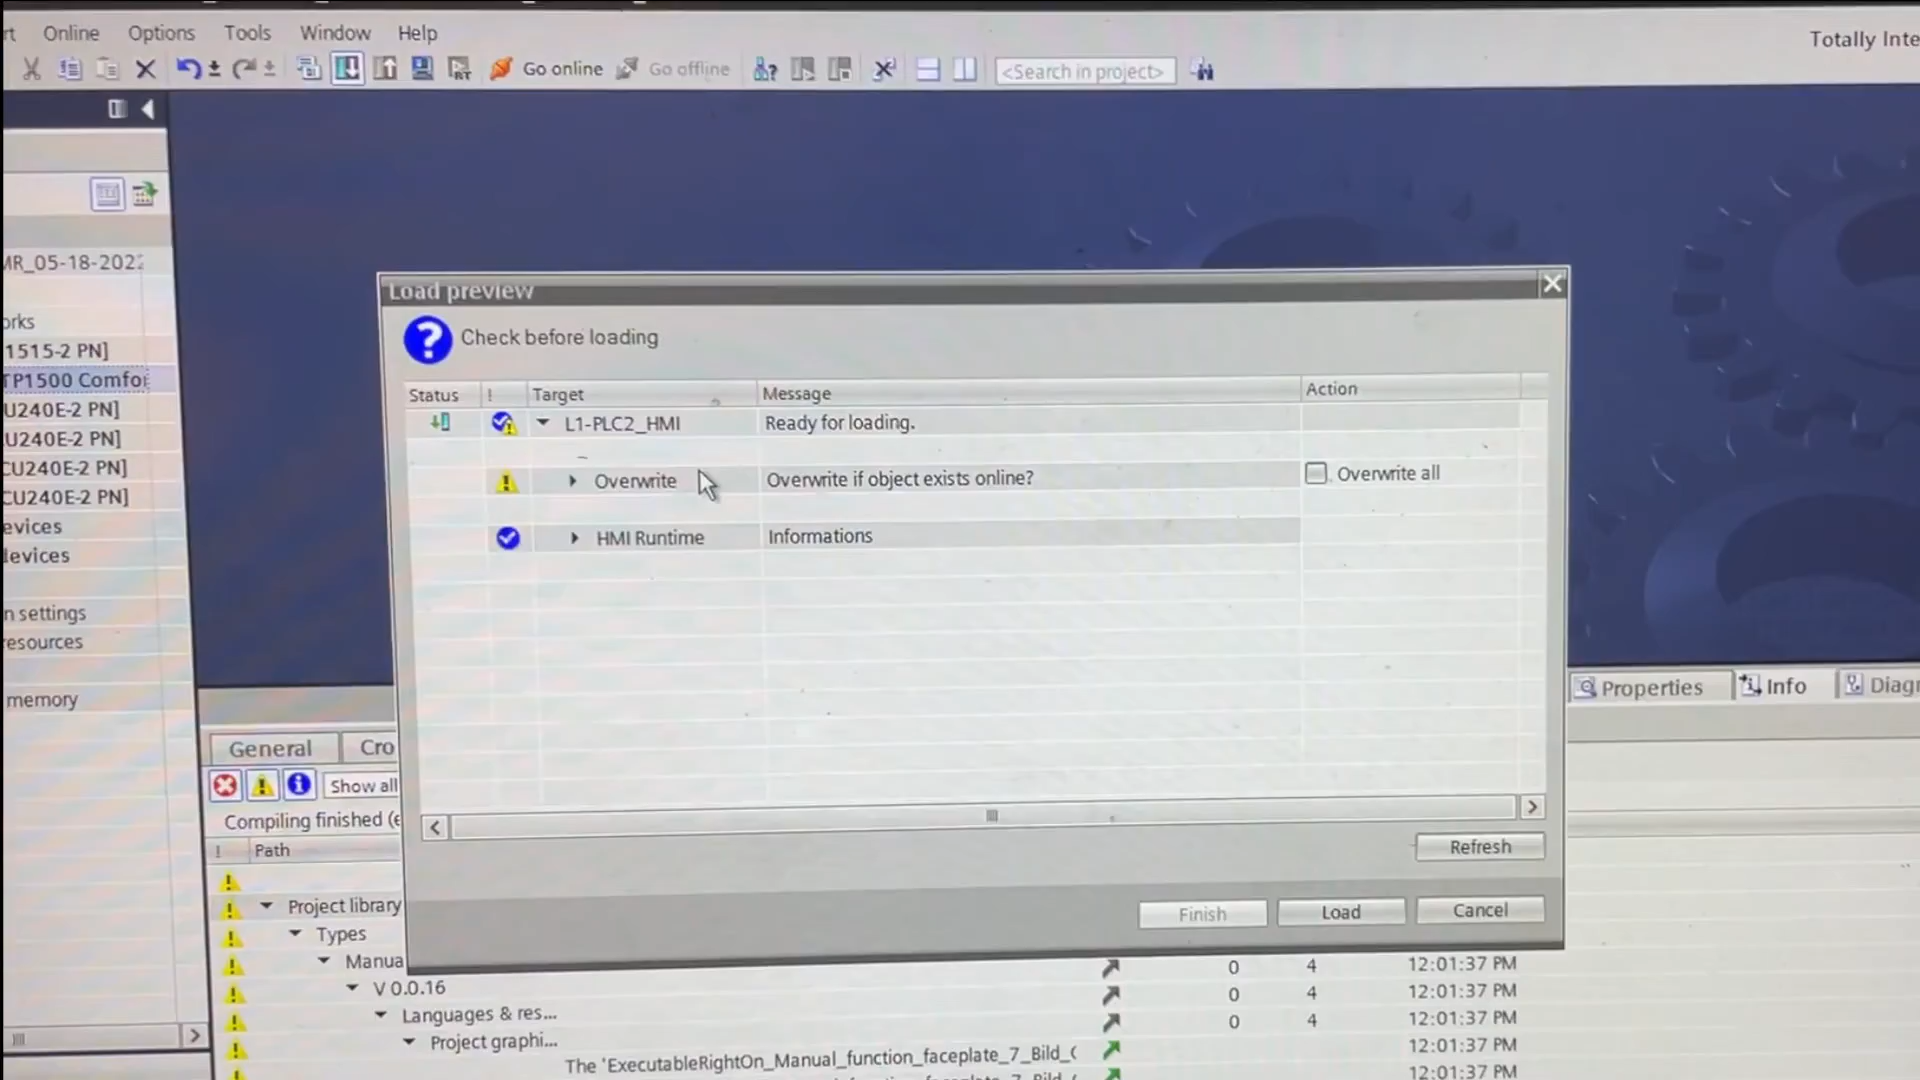 Online Options Tools Window Help
Totally Inte
Go online Go offline <Search in project>
MR_05-18-202
orks
1515-2 PN]
TP1500 Comfor
U240E-2 PN]
U240E-2 PN]
CU240E-2 PN]
CU240E-2 PN]
evices
devices
n settings
resources
memory
Load preview
Check before loading
Status ! Target Message Action
L1-PLC2_HMI Ready for loading.
Overwrite Overwrite if object exists online? Overwrite all
HMI Runtime Informations
Refresh
Finish Load Cancel
Properties Info Diagn
General Cro
Show all
Compiling finished (e
! Path
Project library
Types
Manua 0 4 12:01:37 PM
V 0.0.16 0 4 12:01:37 PM
Languages & res... 0 4 12:01:37 PM
Project graphi... 12:01:37 PM
The 'ExecutableRightOn_Manual_function_faceplate_7_Bild_ 12:01:37 PM